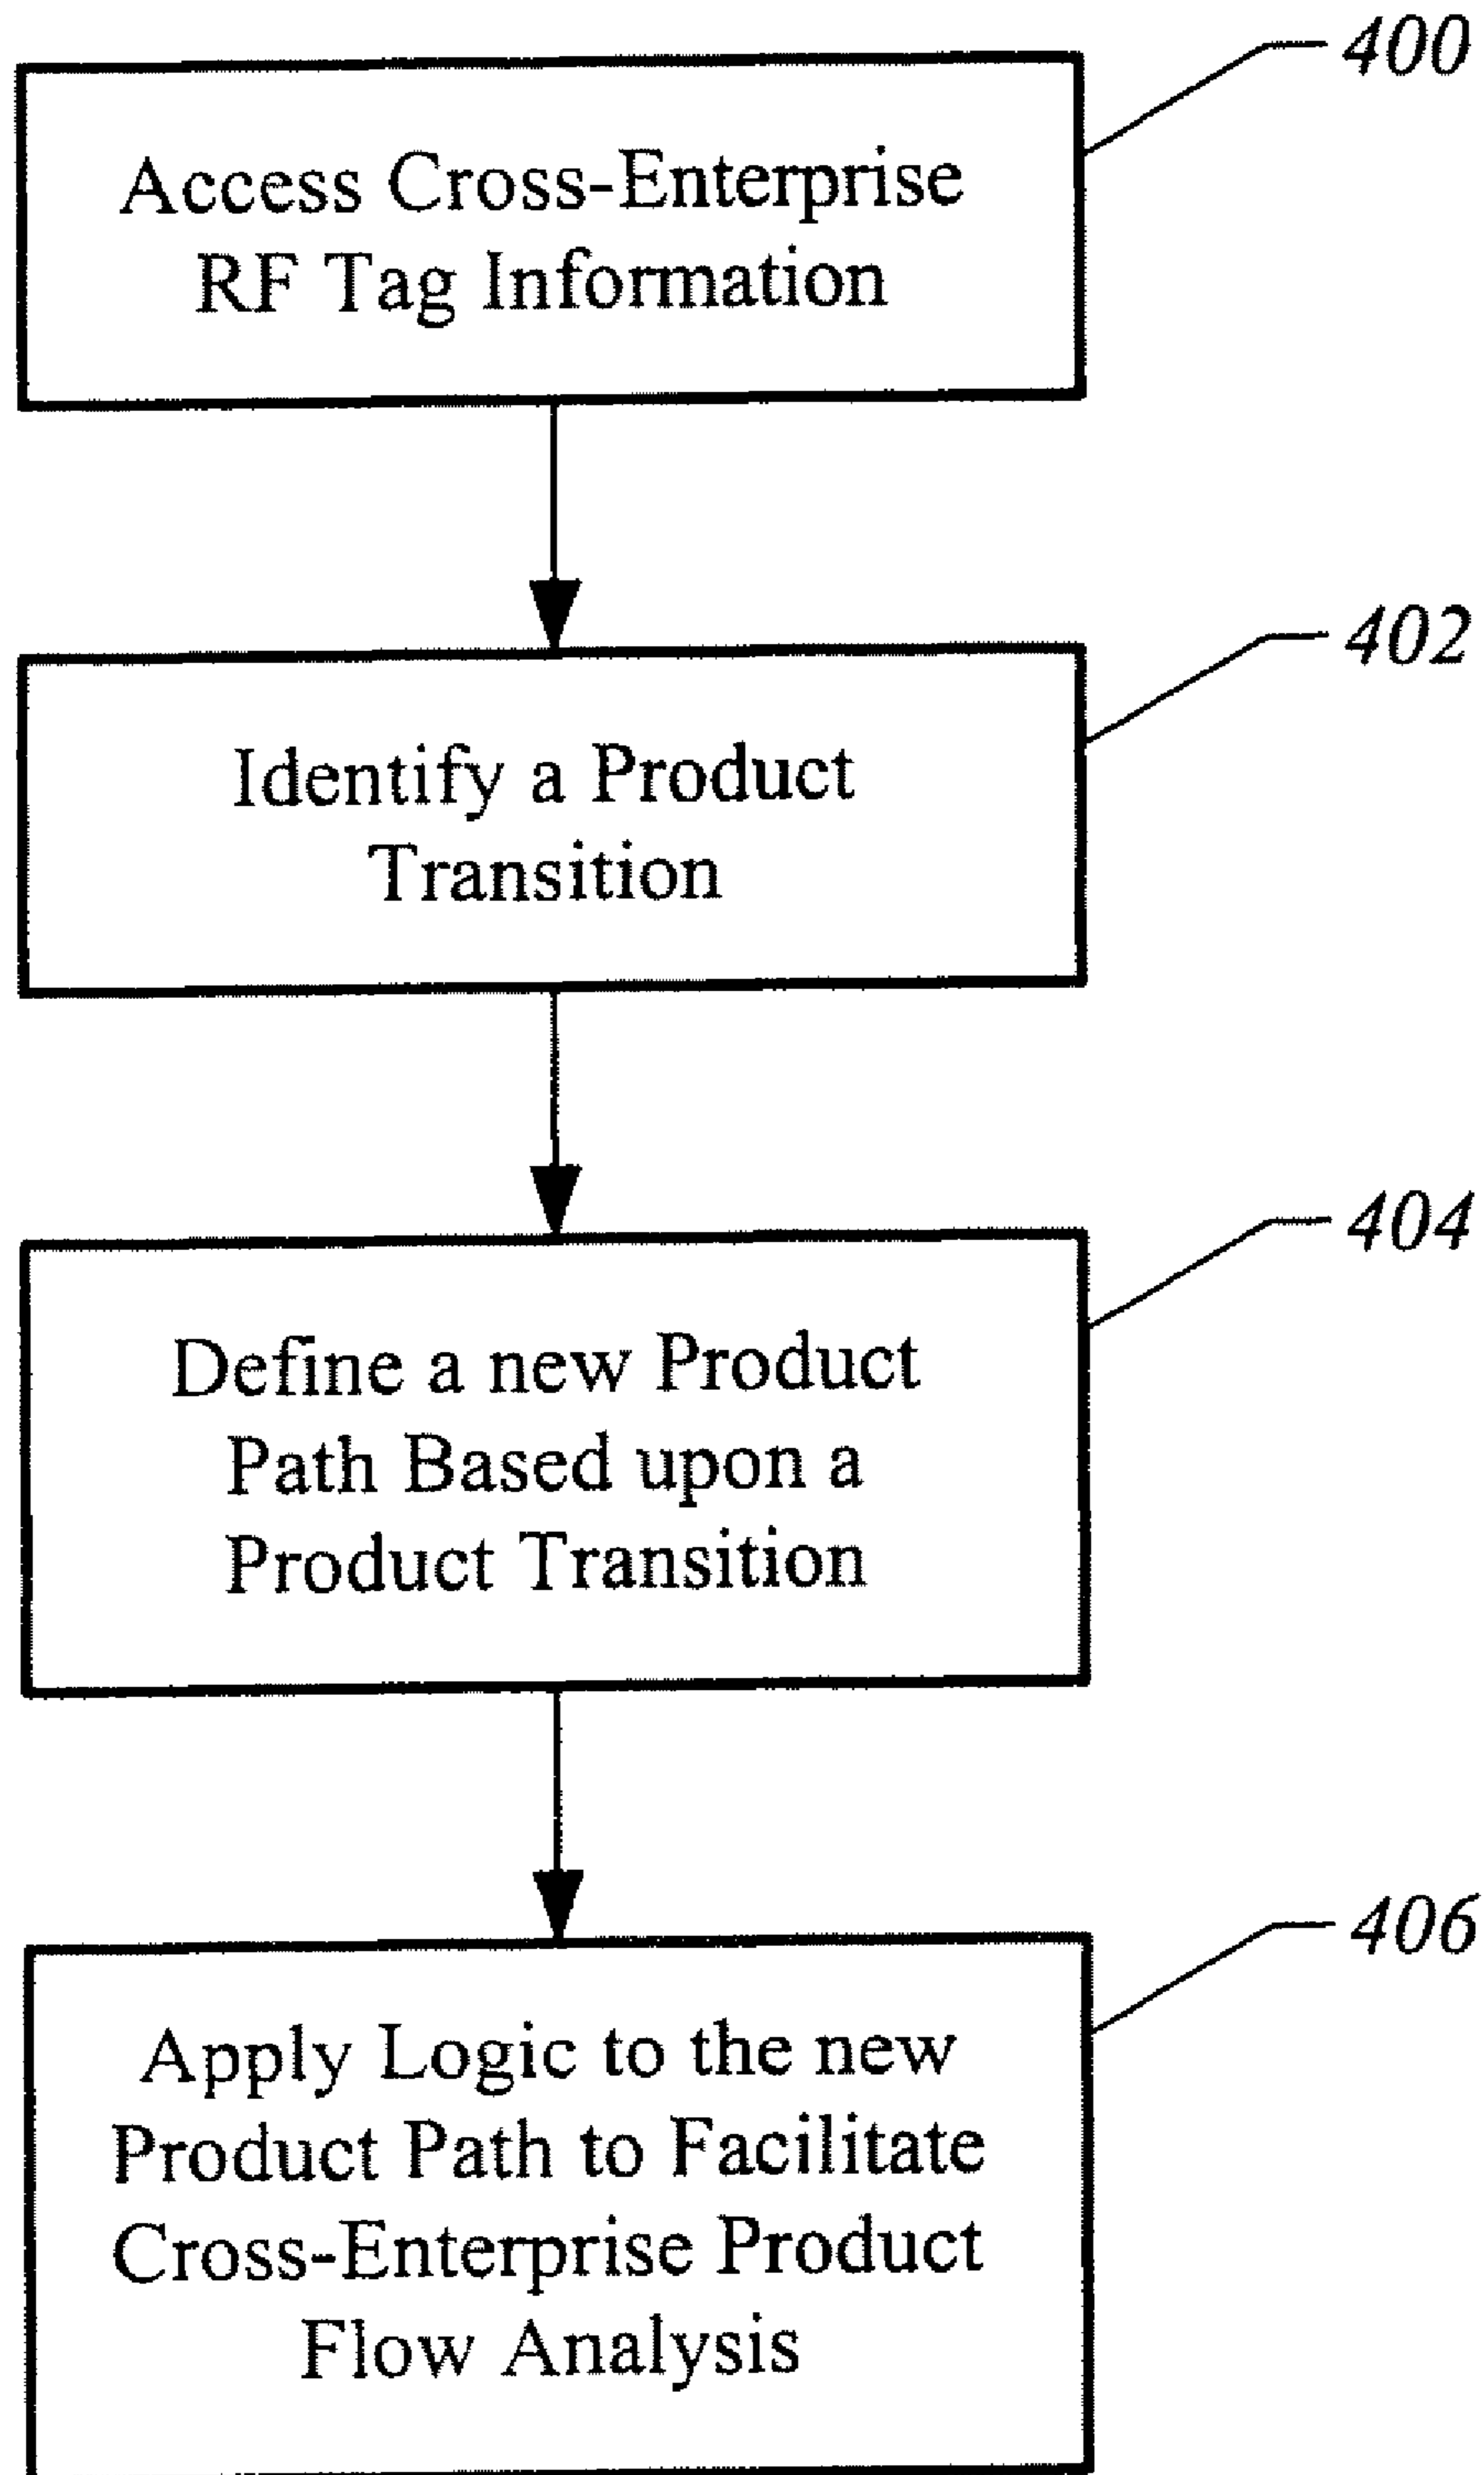 400
Access Cross-Enterprise
RF Tag Information
402
Identify a Product
Transition
404
Define a new Product
Path Based upon a
Product Transition
406
Apply Logic to the new
Product Path to Facilitate
Cross-Enterprise Product
Flow Analysis